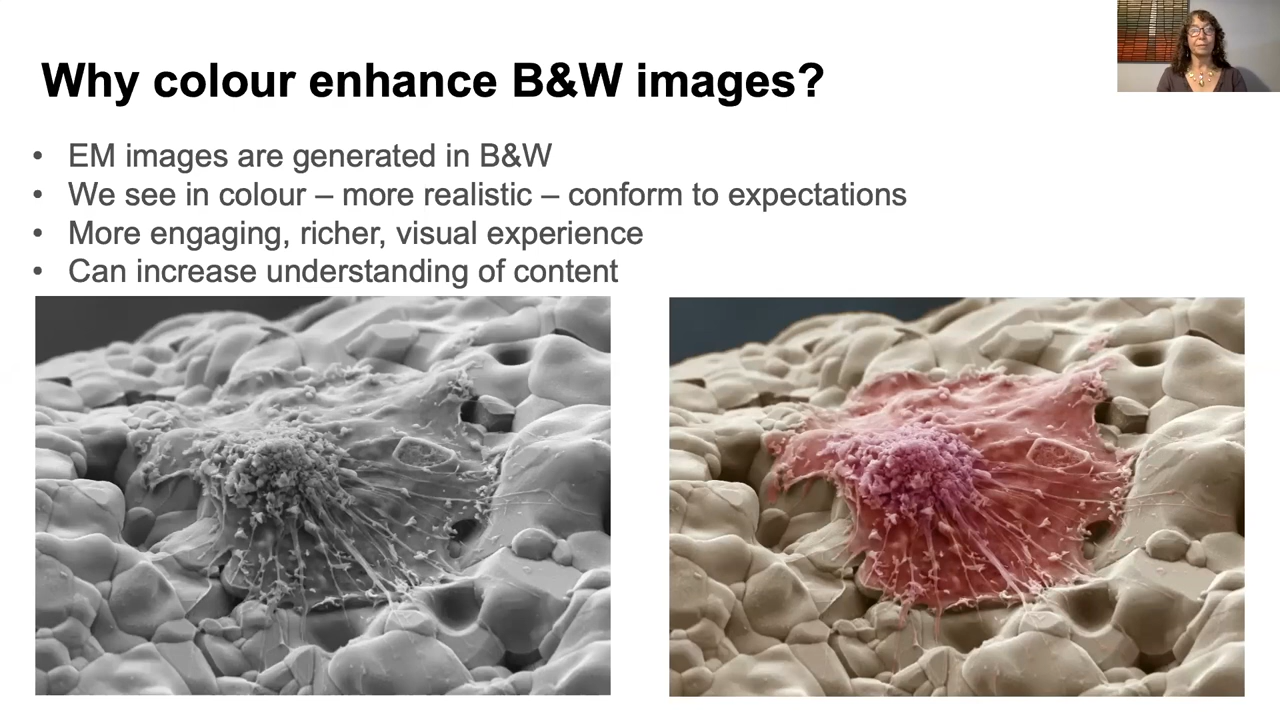 Why colour enhance B&W images?
• EM images are generated in B&W
• We see in colour – more realistic – conform to expectations
• More engaging, richer, visual experience
• Can increase understanding of content